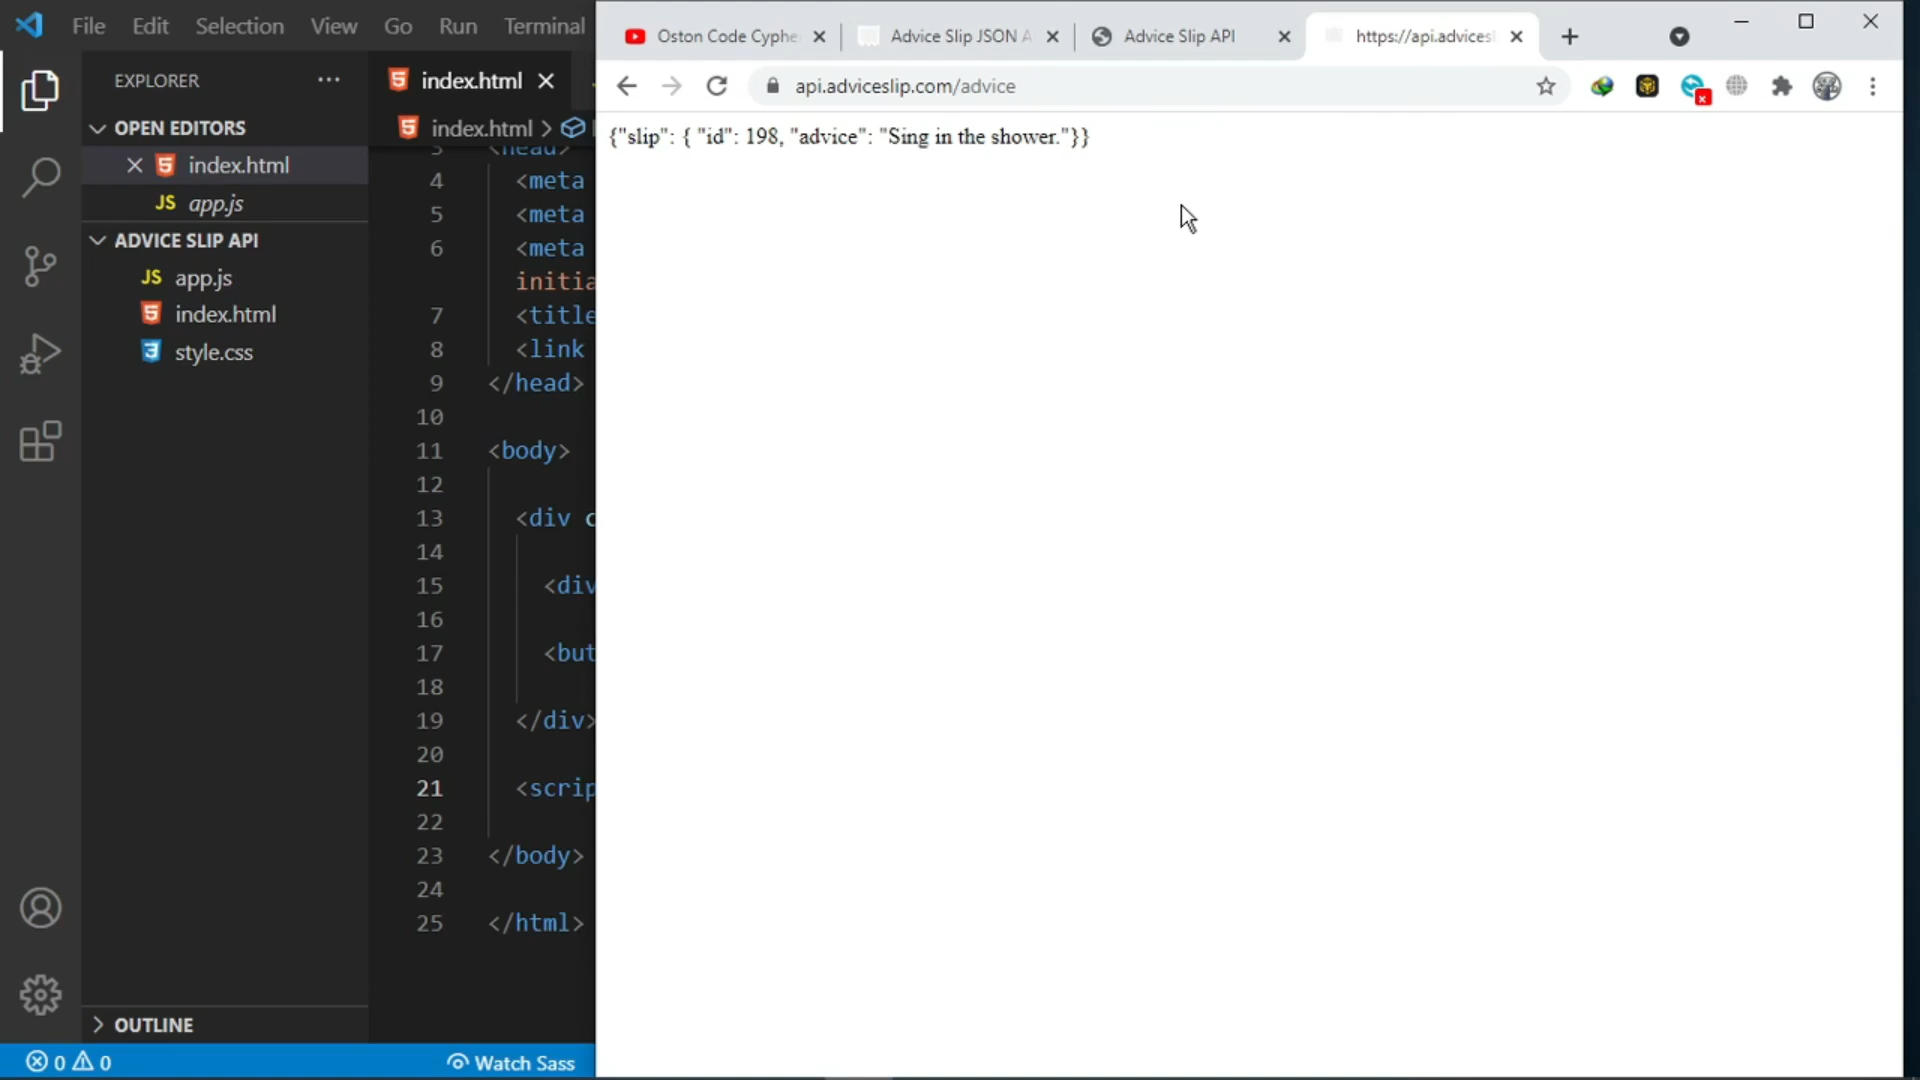 File Edit Selection View Go Run Terminal
EXPLORER
OPEN EDITORS
index.html
JS app.js
ADVICE SLIP API
JS app.js
index.html
style.css
OUTLINE
0 0
Watch Sass
index.html
index.html >
3 <head>
4 <meta
5 <meta
6 <meta
initia
7 <title
8 <link
9 </head>
10
11 <body>
12
13 <div c
14
15 <div
16
17 <but
18
19 </div>
20
21 <scrip
22
23 </body>
24
25 </html>
Oston Code Cyphe
Advice Slip JSON A
Advice Slip API
https://api.advices
api.adviceslip.com/advice
{"slip": { "id": 198, "advice": "Sing in the shower."}}